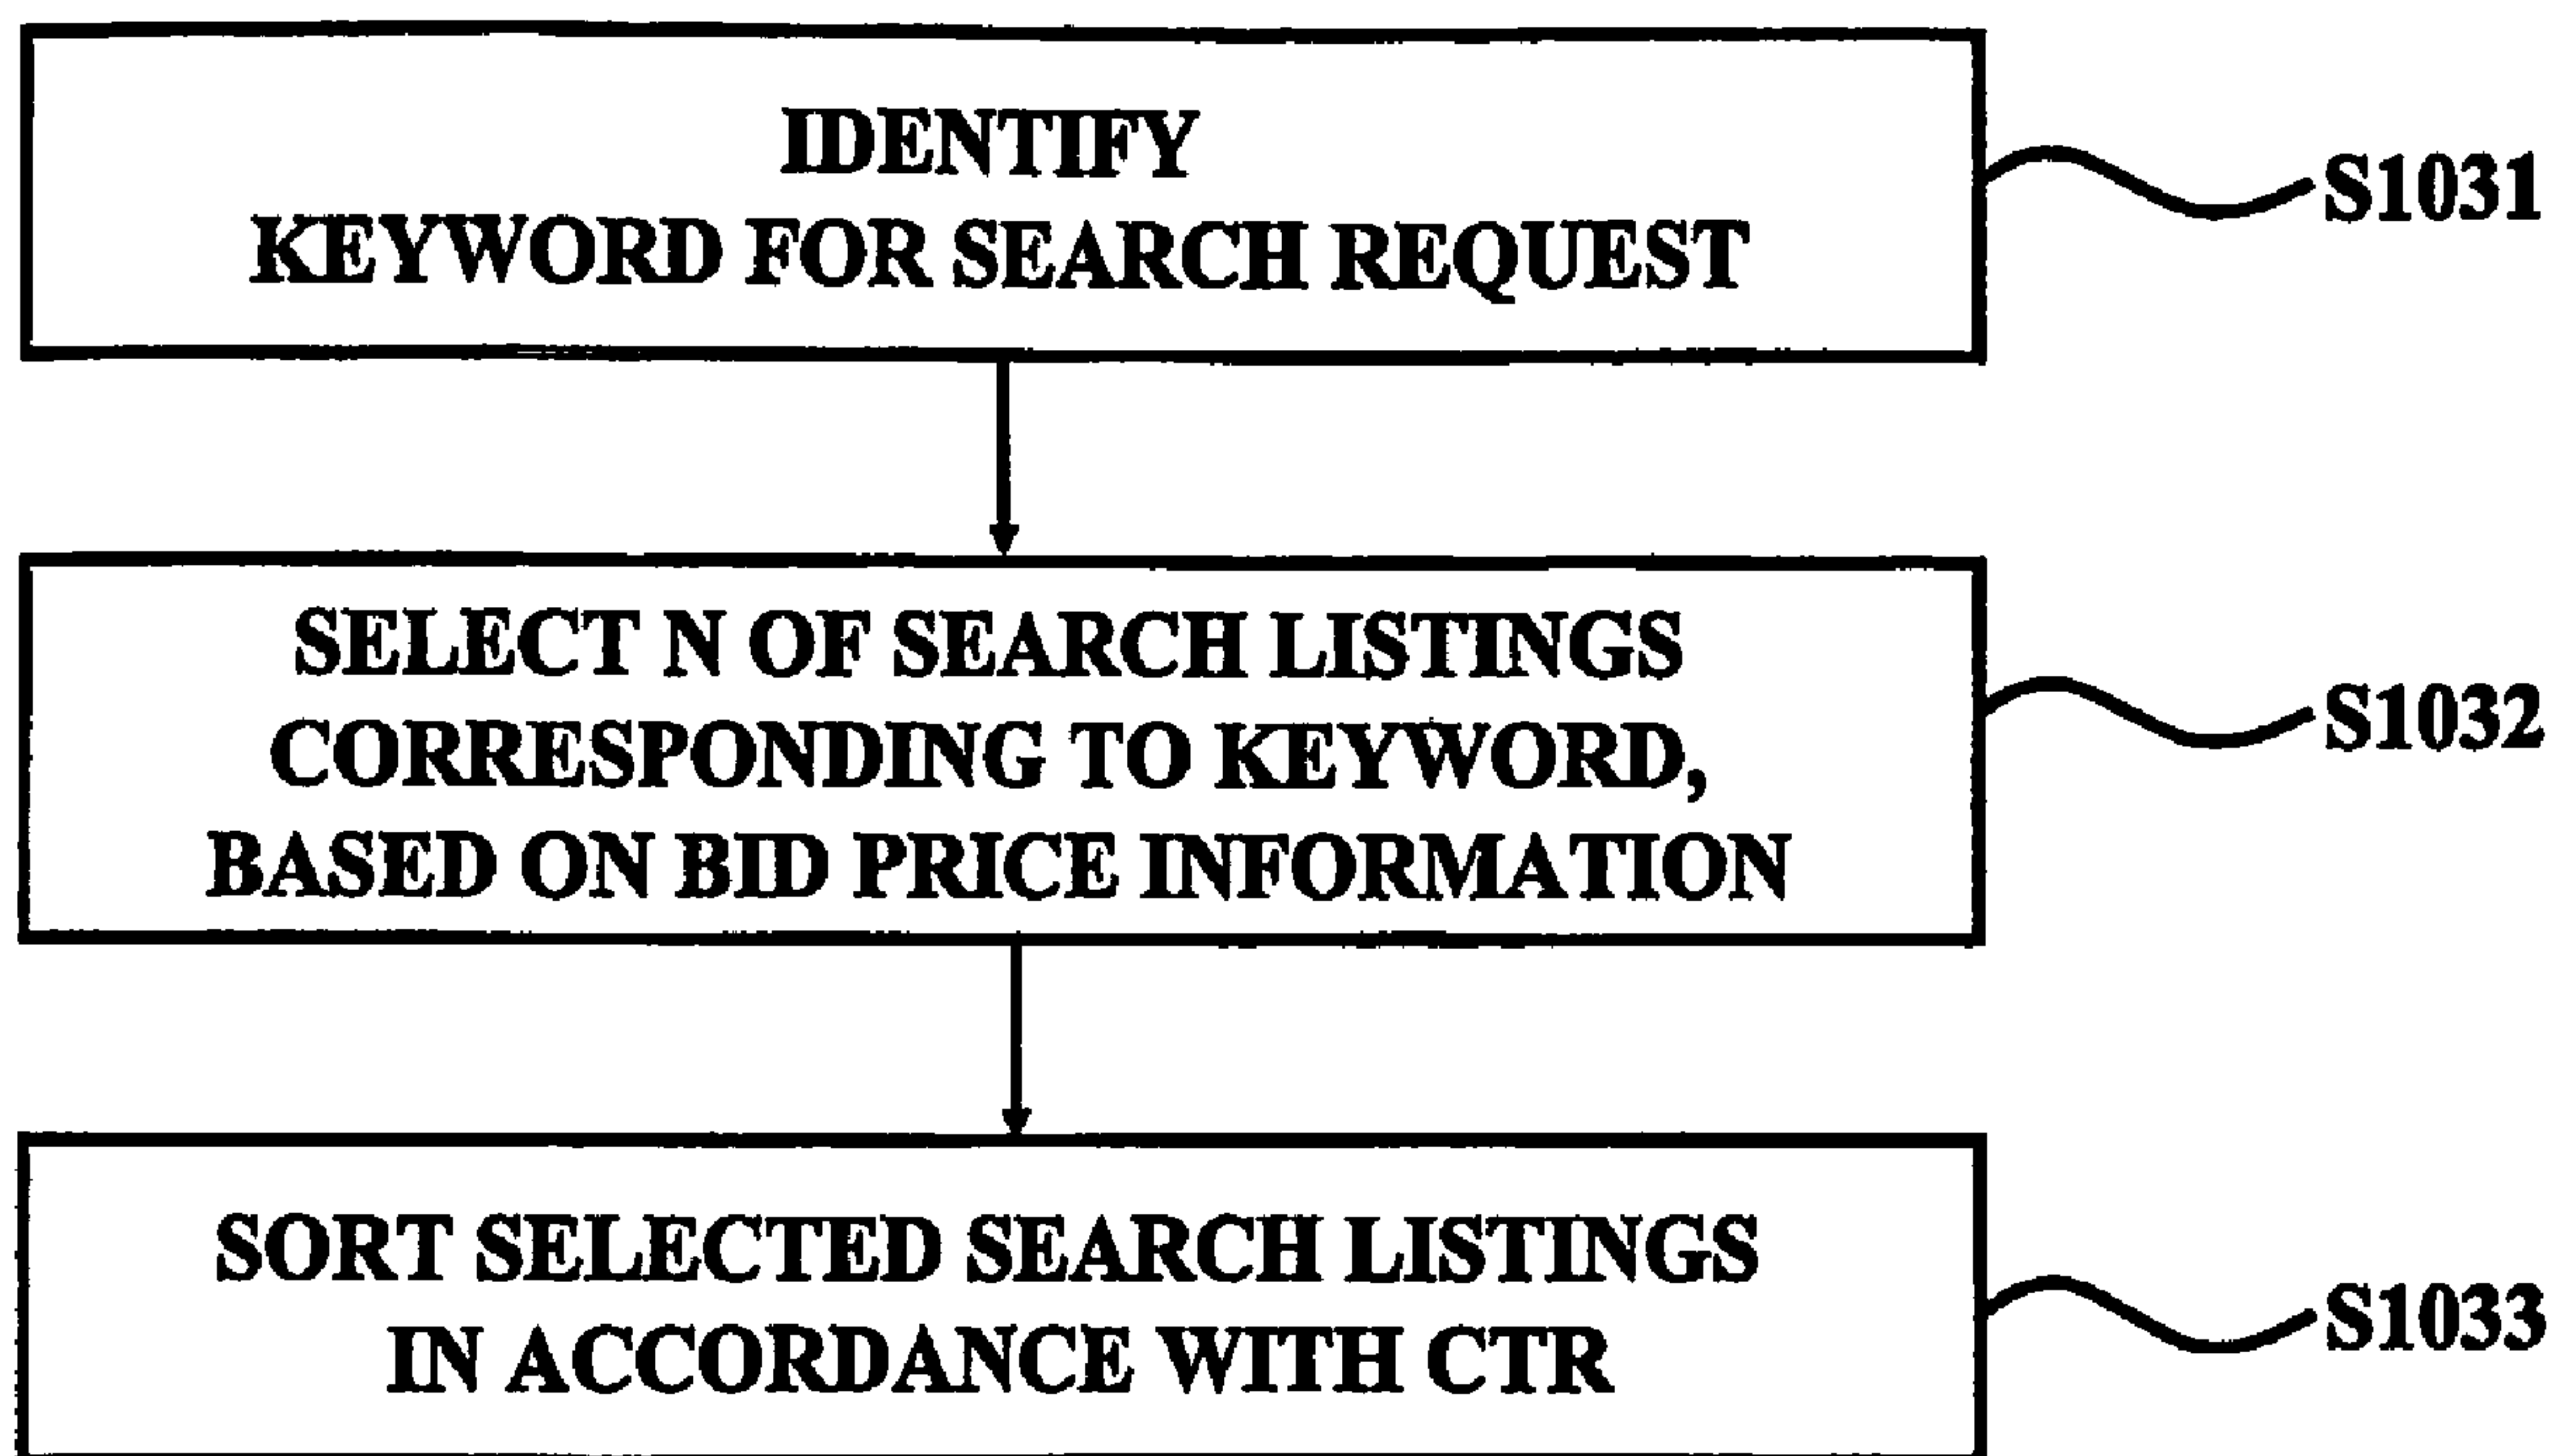 IDENTIFY
KEYWORD FOR SEARCH REQUEST
S1031
SELECT N OF SEARCH LISTINGS
CORRESPONDING TO KEYWORD,
BASED ON BID PRICE INFORMATION
S1032
SORT SELECTED SEARCH LISTINGS
IN ACCORDANCE WITH CTR
S1033